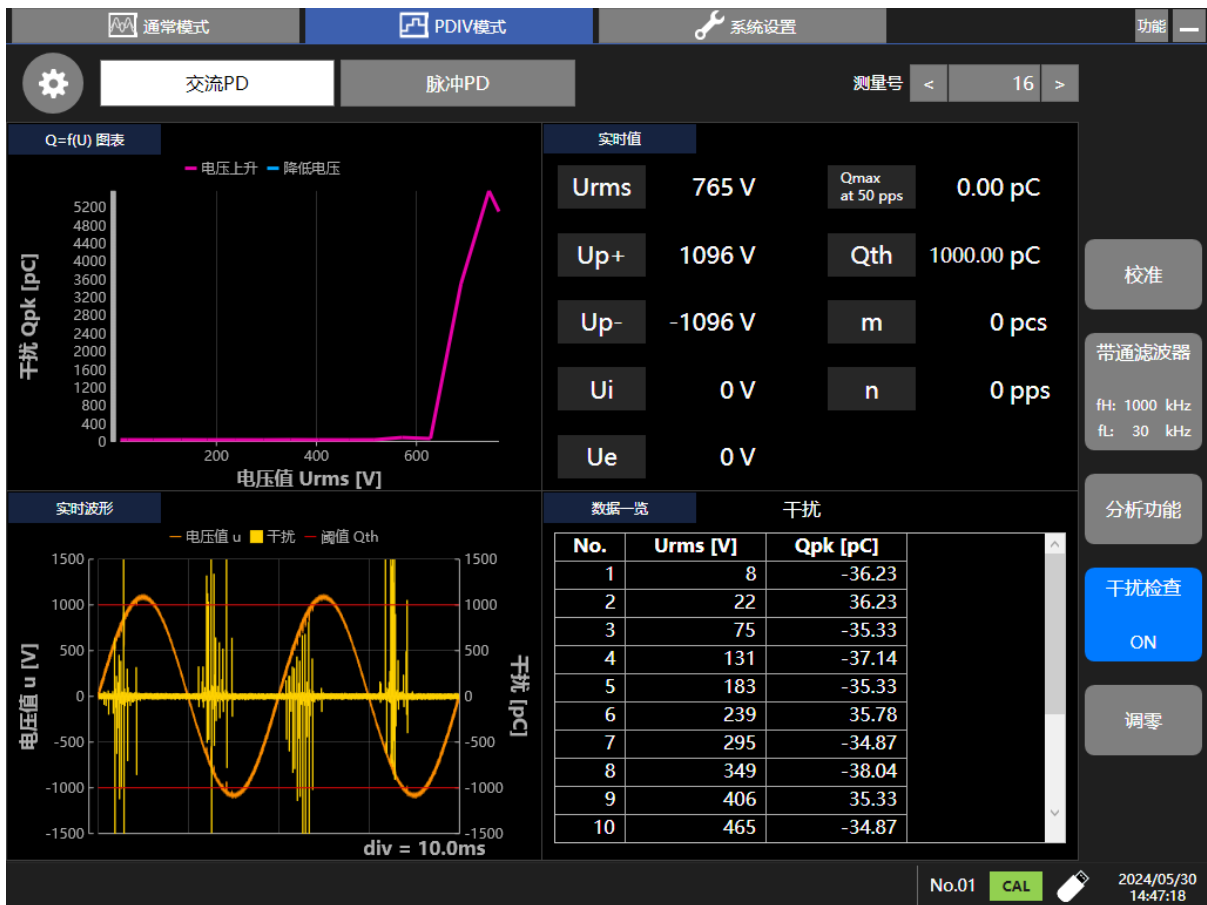 通常模式 PDIV模式 系统设置 功能
交流PD 脉冲PD 测量号 < 16 >
Q=f(U) 图表
电压上升 降低电压
干扰 Qpk [pC]
5200
4800
4400
4000
3600
3200
2800
2400
2000
1600
1200
800
400
0
200 400 600
电压值 Urms [V]
实时值
Urms 765 V Qmax at 50 pps 0.00 pC
Up+ 1096 V Qth 1000.00 pC
Up- -1096 V m 0 pcs
Ui 0 V n 0 pps
Ue 0 V
实时波形
电压值 u 干扰 阈值 Qth
电压值 u [V]
1500
1000
500
0
-500
-1000
-1500
1500
1000
500
0
-500
-1000
-1500
干扰 [pC]
div = 10.0ms
数据一览 干扰
No. Urms [V] Qpk [pC]
1 8 -36.23
2 22 36.23
3 75 -35.33
4 131 -37.14
5 183 -35.33
6 239 35.78
7 295 -34.87
8 349 -38.04
9 406 35.33
10 465 -34.87
校准
带通滤波器
fH: 1000 kHz
fL: 30 kHz
分析功能
干扰检查
ON
调零
No.01 CAL 2024/05/30
14:47:18